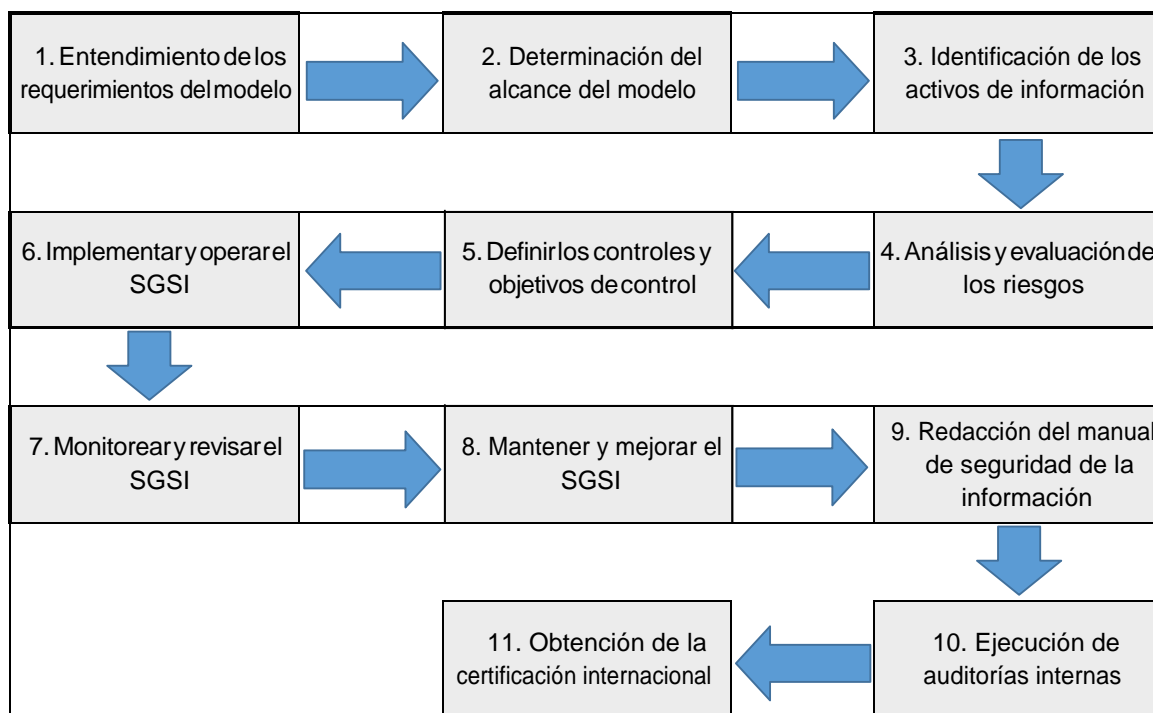 1. Entendimiento de los
requerimientos del modelo
2. Determinación del
alcance del modelo
3. Identificación de los
activos de información
4. Análisis y evaluación de
los riesgos
5. Definir los controles y
objetivos de control
6. Implementar y operar el
SGSI
7. Monitorear y revisar el
SGSI
8. Mantener y mejorar el
SGSI
9. Redacción del manual
de seguridad de la
información
10. Ejecución de
auditorías internas
11. Obtención de la
certificación internacional